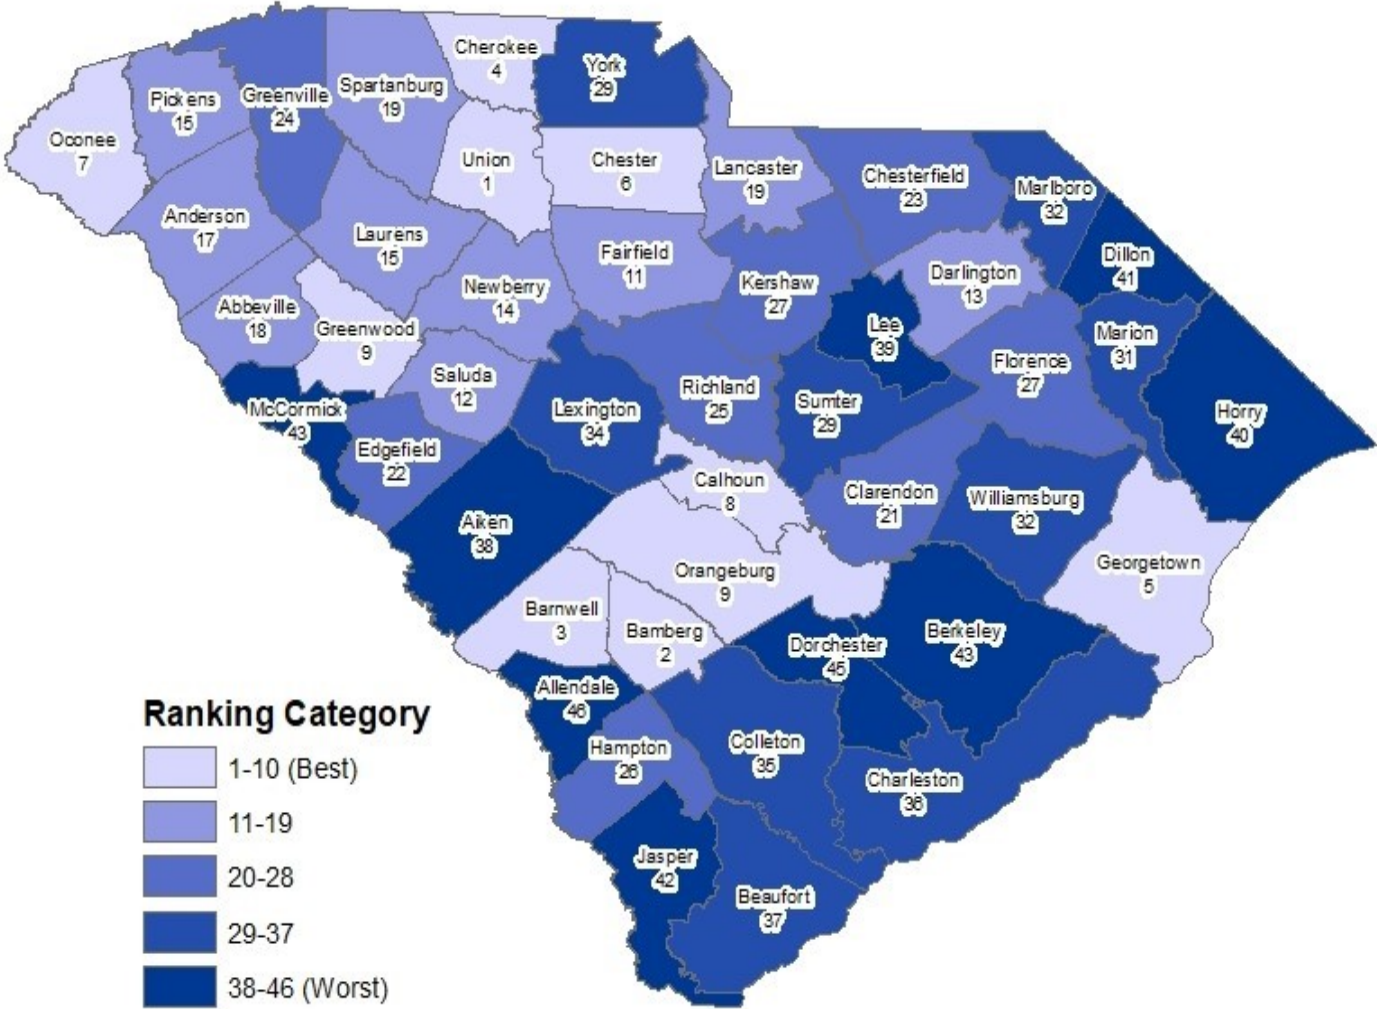 Cherokee
4
York
29
Spartanburg
19
Greenville
24
Pickens
15
Oconee
7
Union
1
Chester
6
Lancaster
19
Chesterfield
23
Marlboro
32
Anderson
17
Laurens
15
Fairfield
11
Newberry
14
Kershaw
27
Darlington
13
Dillon
41
Abbeville
18
Greenwood
9
Lee
39
Marion
31
Saluda
12
Florence
27
McCormick
43
Lexington
34
Richland
25
Sumter
29
Horry
40
Edgefield
22
Calhoun
8
Clarendon
21
Williamsburg
32
Aiken
38
Orangeburg
9
Georgetown
5
Barnwell
3
Bamberg
2
Dorchester
45
Berkeley
43
Allendale
46
Hampton
26
Colleton
35
Charleston
36
Jasper
42
Beaufort
37
Ranking Category
1-10 (Best)
11-19
20-28
29-37
38-46 (Worst)